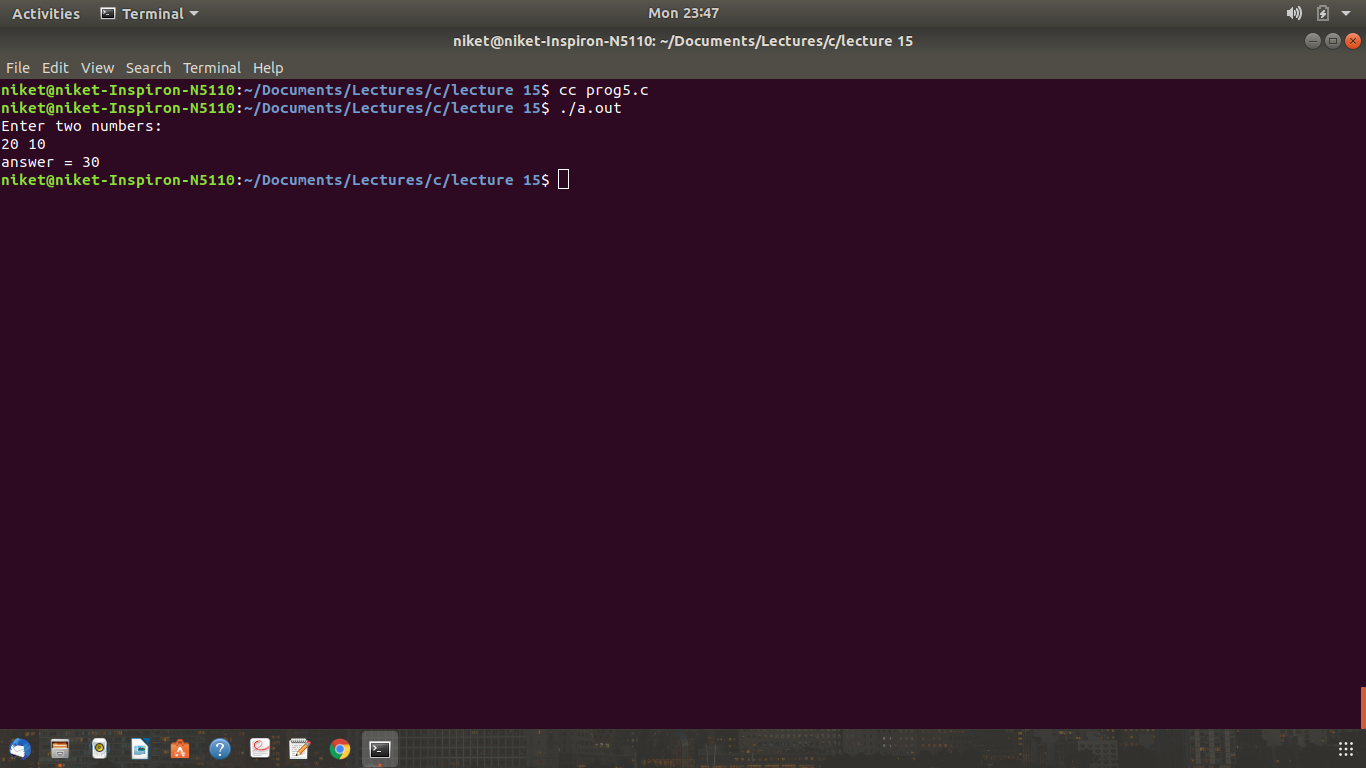 Activities Terminal Mon 23:47
niket@niket-Inspiron-N5110: ~/Documents/Lectures/c/lecture 15
File Edit View Search Terminal Help
niket@niket-Inspiron-N5110:~/Documents/Lectures/c/lecture 15$ cc prog5.c
niket@niket-Inspiron-N5110:~/Documents/Lectures/c/lecture 15$ ./a.out
Enter two numbers:
20 10
answer = 30
niket@niket-Inspiron-N5110:~/Documents/Lectures/c/lecture 15$